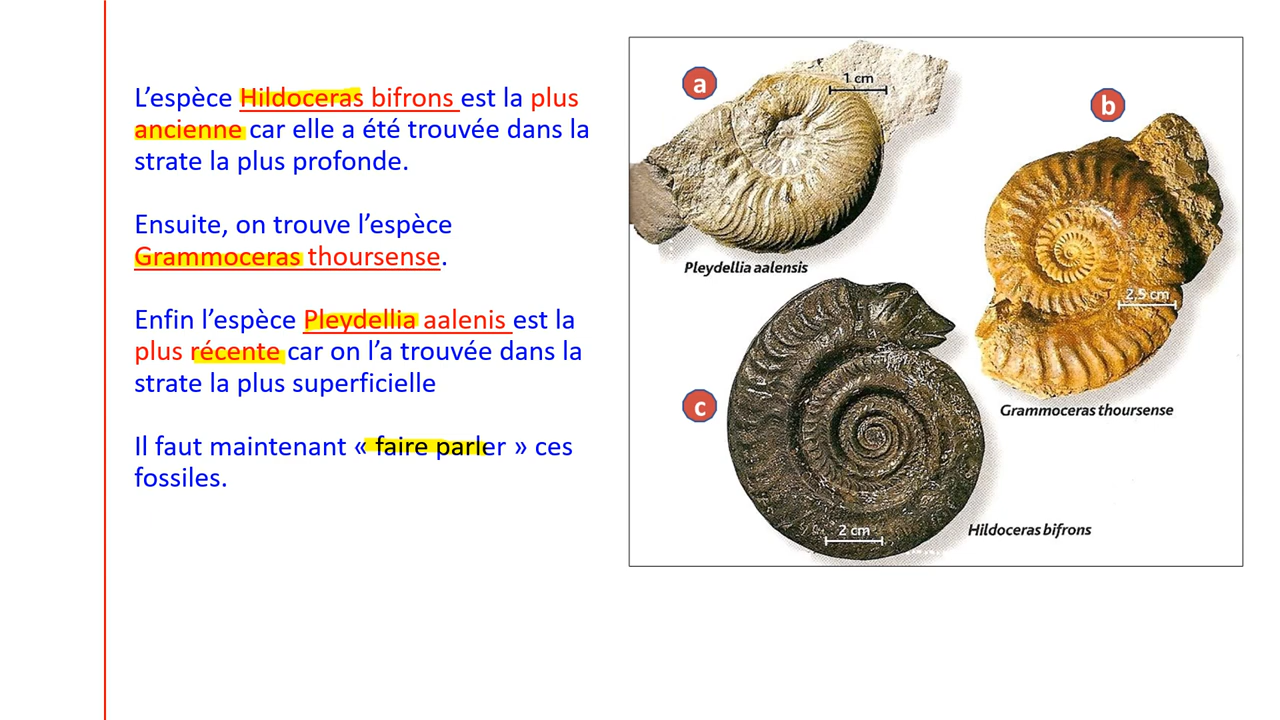 L’espèce Hildoceras bifrons est la plus
ancienne car elle a été trouvée dans la
strate la plus profonde.
Ensuite, on trouve l’espèce
Grammoceras thoursense.
Enfin l’espèce Pleydellia aalenis est la
plus récente car on l’a trouvée dans la
strate la plus superficielle
Il faut maintenant « faire parler » ces
fossiles.
a
1 cm
Pleydellia aalensis
b
2,5 cm
Grammoceras thoursense
c
2 cm
Hildoceras bifrons